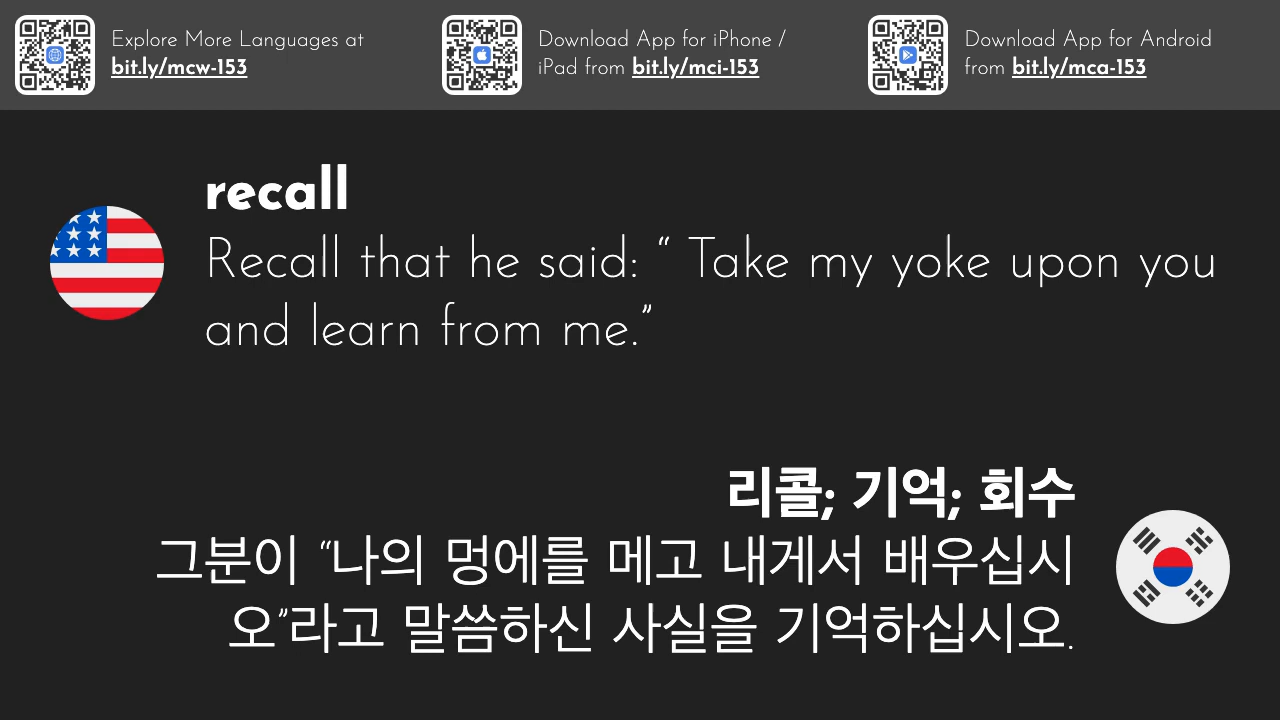 Explore More Languages at
bit.ly/mcw-153
Download App for iPhone /
iPad from bit.ly/mci-153
Download App for Android
from bit.ly/mca-153
recall
Recall that he said: “ Take my yoke upon you
and learn from me.”
리콜; 기억; 회수
그분이 “나의 멍에를 메고 내게서 배우십시
오”라고 말씀하신 사실을 기억하십시오.